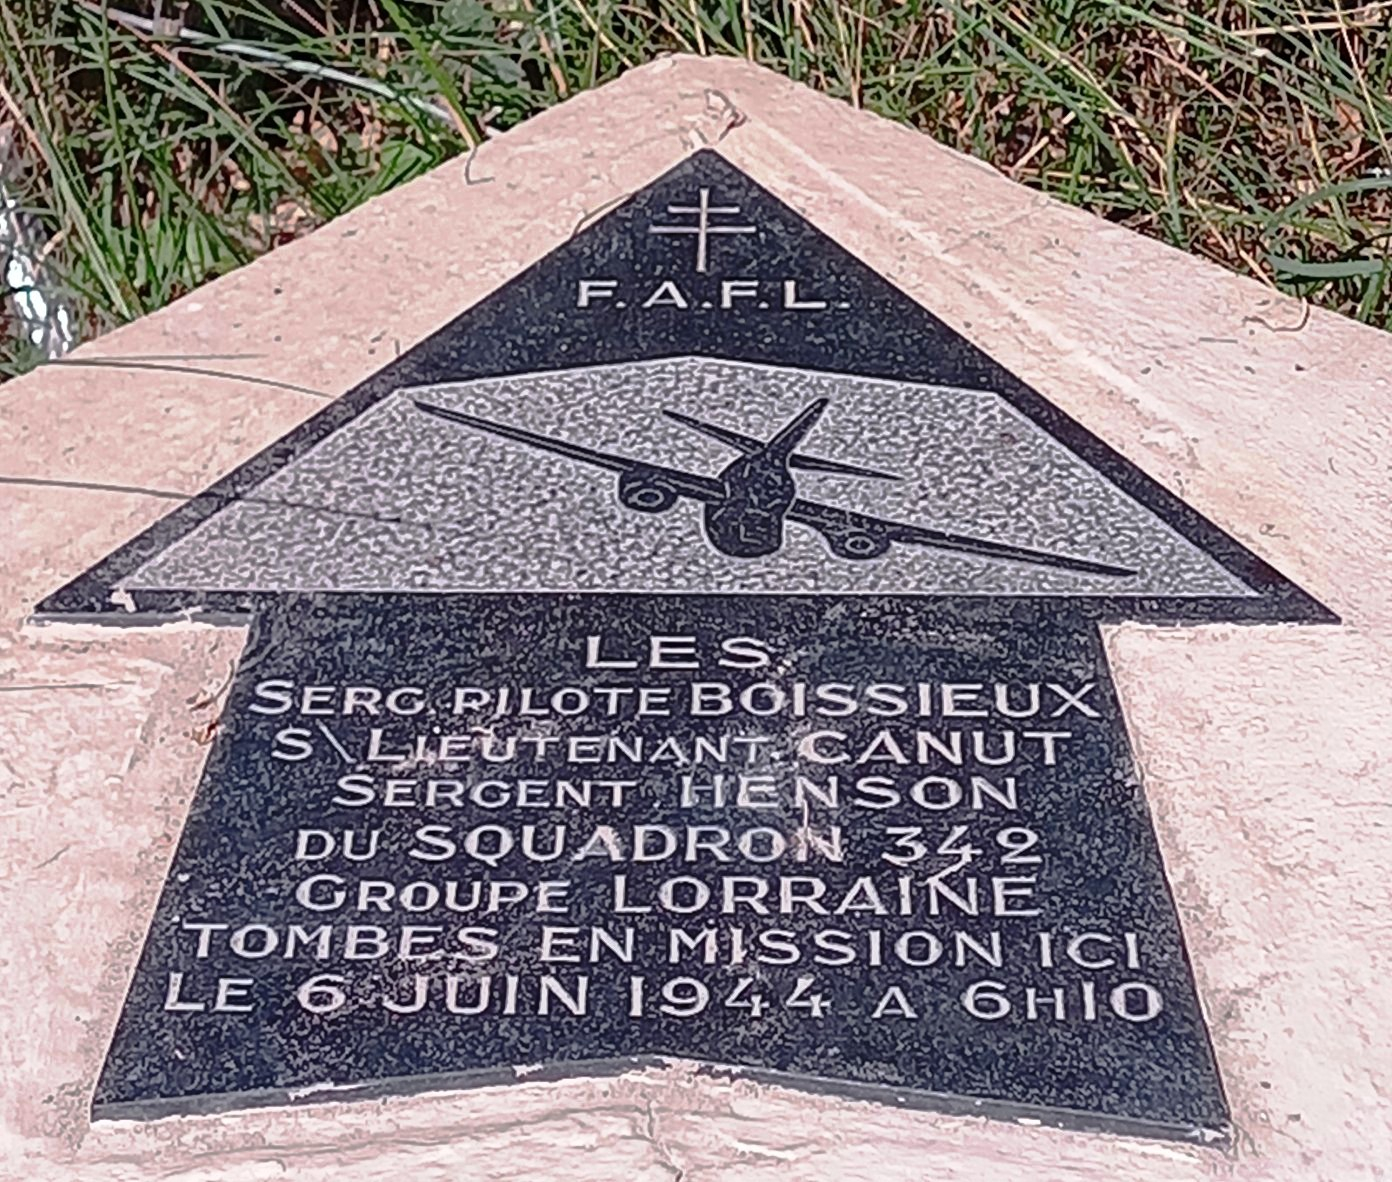 F.A.F.L.
LES
SERG.PILOTE BOISSIEUX
S\LIEUTENANT. CANUT
SERGENT HENSON
DU SQUADRON 342
GROUPE LORRAINE
TOMBES EN MISSION ICI
LE 6 JUIN 1944 A 6H10